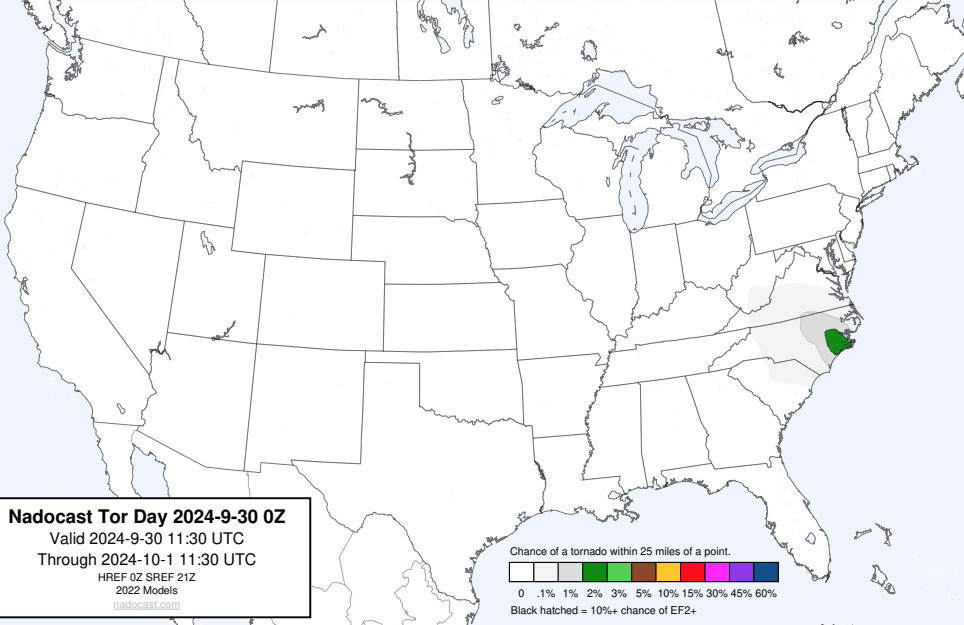 Nadocast Tor Day 2024-9-30 0Z
Valid 2024-9-30 11:30 UTC
Through 2024-10-1 11:30 UTC
HREF 0Z SREF 21Z
2022 Models
nadocast.com
Chance of a tornado within 25 miles of a point.
0 .1% 1% 2% 3% 5% 10% 15% 30% 45% 60%
Black hatched = 10%+ chance of EF2+